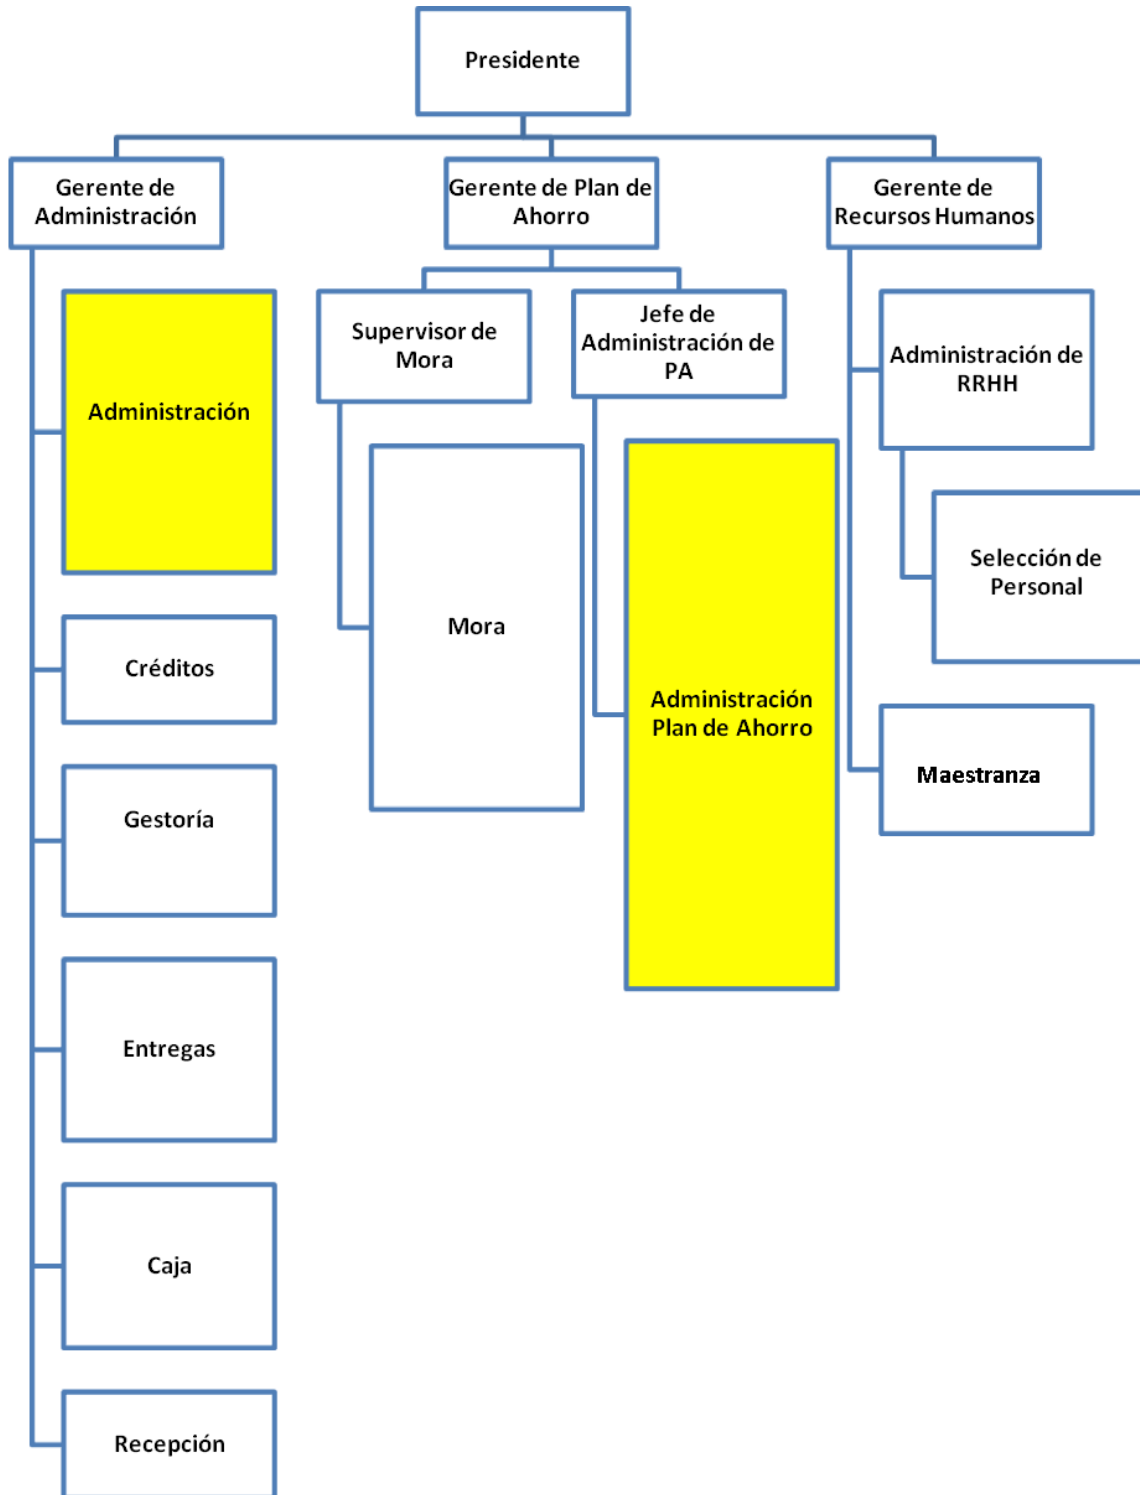 Presidente
Gerente de
Administración
Gerente de Plan de
Ahorro
Gerente de
Recursos Humanos
Administración
Créditos
Gestoría
Entregas
Caja
Recepción
Supervisor de
Mora
Mora
Jefe de
Administración de
PA
Administración
Plan de Ahorro
Administración de
RRHH
Selección de
Personal
Maestranza